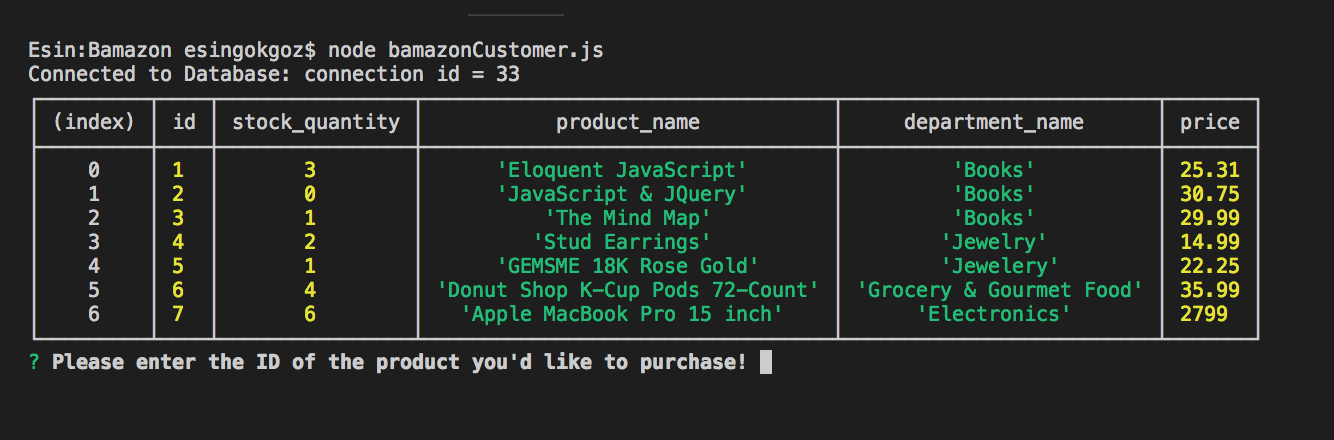 Esin:Bamazon esingokgoz$ node bamazonCustomer.js
Connected to Database: connection id = 33
(index) id stock_quantity product_name department_name price
0 1 3 'Eloquent JavaScript' 'Books' 25.31
1 2 0 'JavaScript & JQuery' 'Books' 30.75
2 3 1 'The Mind Map' 'Books' 29.99
3 4 2 'Stud Earrings' 'Jewelry' 14.99
4 5 1 'GEMSME 18K Rose Gold' 'Jewelery' 22.25
5 6 4 'Donut Shop K-Cup Pods 72-Count' 'Grocery & Gourmet Food' 35.99
6 7 6 'Apple MacBook Pro 15 inch' 'Electronics' 2799
? Please enter the ID of the product you'd like to purchase!